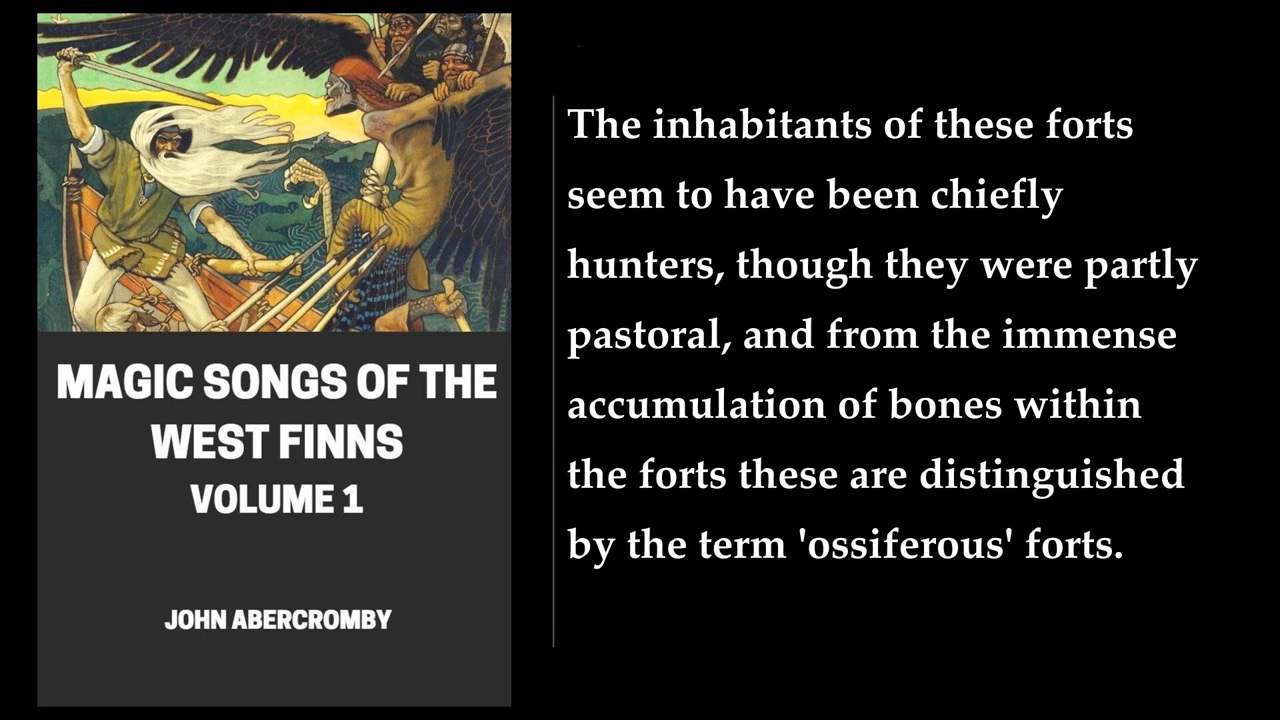 MAGIC SONGS OF THE
WEST FINNS
VOLUME 1
JOHN ABERCROMBY
The inhabitants of these forts
seem to have been chiefly
hunters, though they were partly
pastoral, and from the immense
accumulation of bones within
the forts these are distinguished
by the term 'ossiferous' forts.